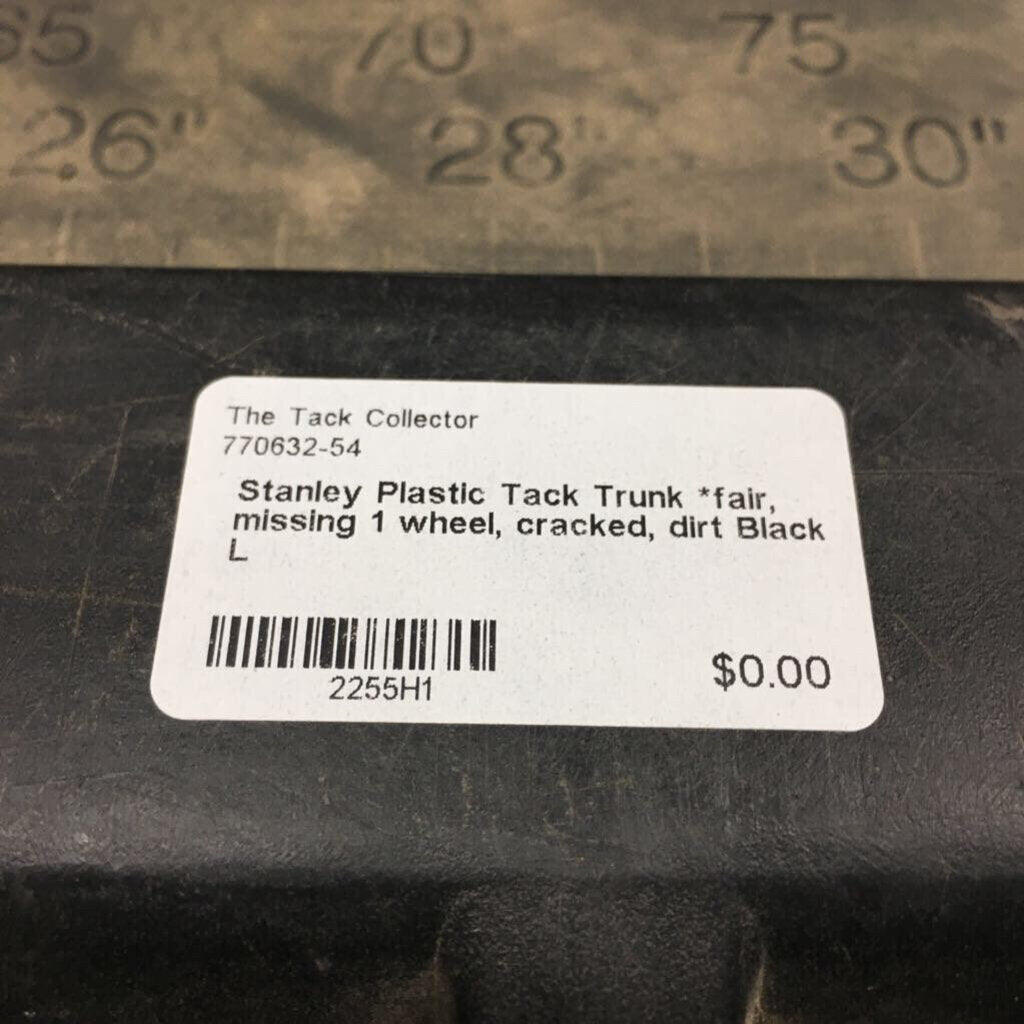 65 70 75
26" 28" 30"
The Tack Collector
770632-54
Stanley Plastic Tack Trunk *fair,
missing 1 wheel, cracked, dirt Black
L
2255H1
$0.00